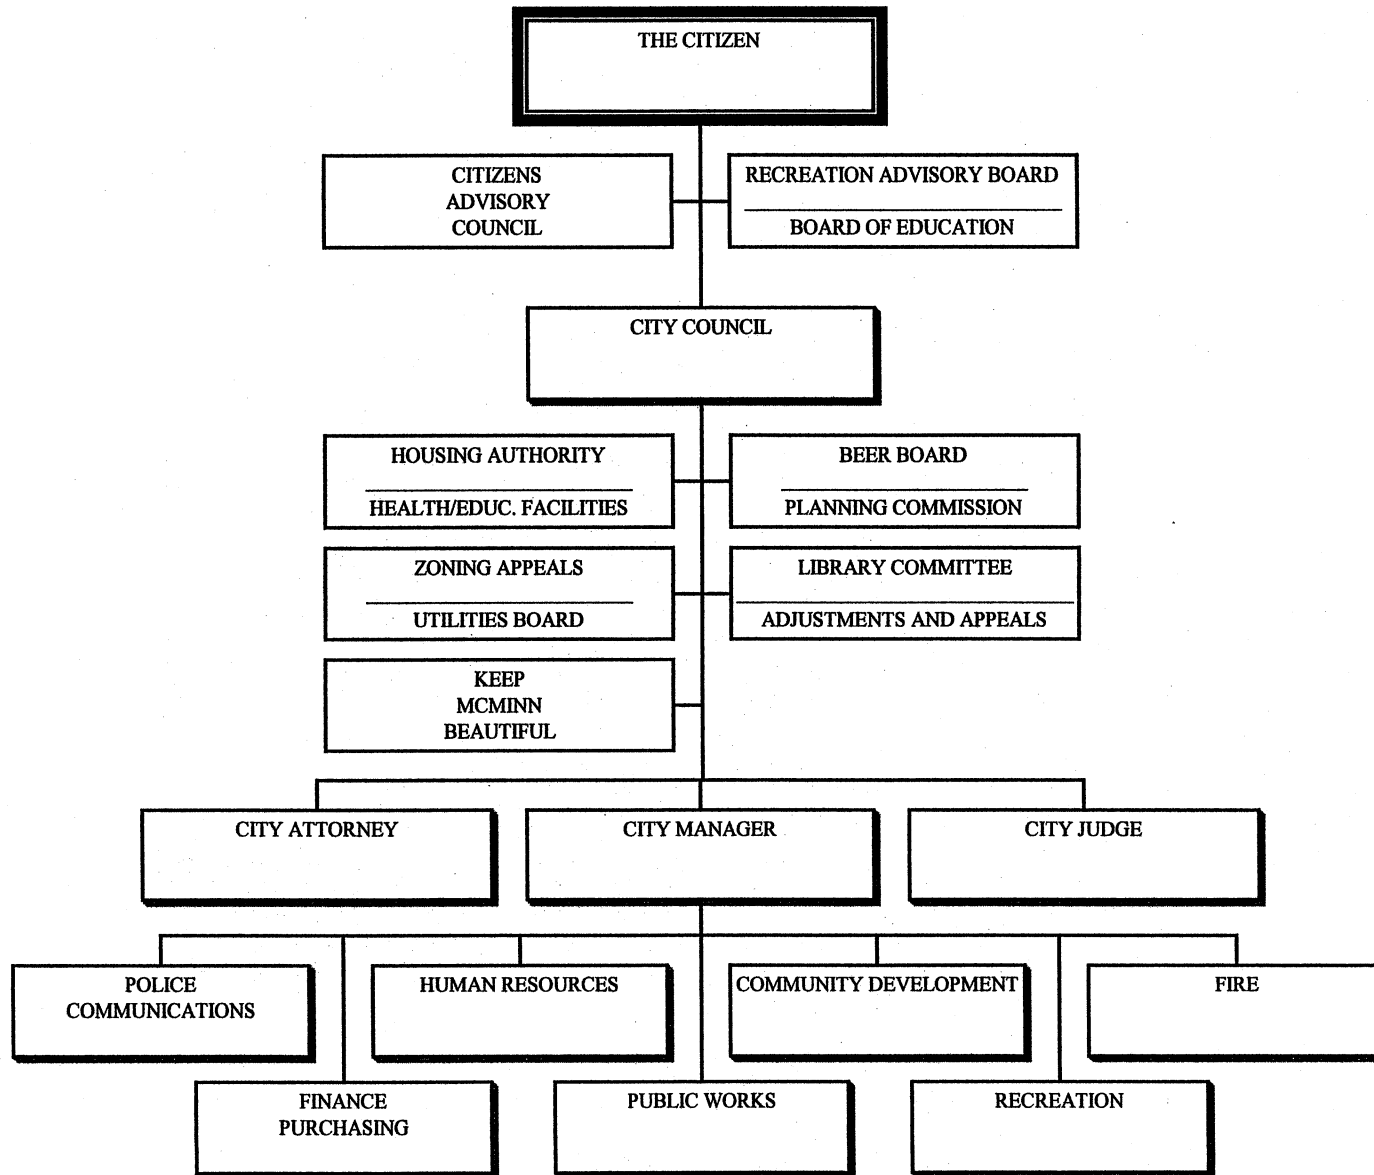 THE CITIZEN
CITIZENS
ADVISORY
COUNCIL
RECREATION ADVISORY BOARD
BOARD OF EDUCATION
CITY COUNCIL
HOUSING AUTHORITY
HEALTH/EDUC. FACILITIES
BEER BOARD
PLANNING COMMISSION
ZONING APPEALS
UTILITIES BOARD
LIBRARY COMMITTEE
ADJUSTMENTS AND APPEALS
KEEP
MCMINN
BEAUTIFUL
CITY ATTORNEY
CITY MANAGER
CITY JUDGE
POLICE
COMMUNICATIONS
HUMAN RESOURCES
COMMUNITY DEVELOPMENT
FIRE
FINANCE
PURCHASING
PUBLIC WORKS
RECREATION